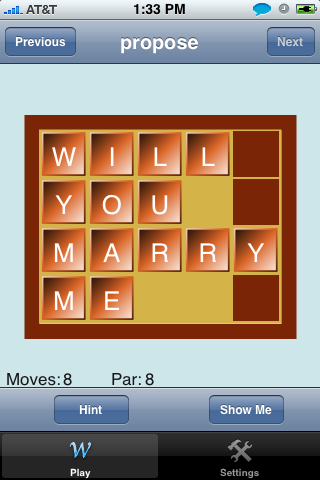 AT&T 1:33 PM
Previous propose Next
W I L L
Y O U
M A R R Y
M E
Moves: 8 Par: 8
Hint Show Me
W
Play Settings